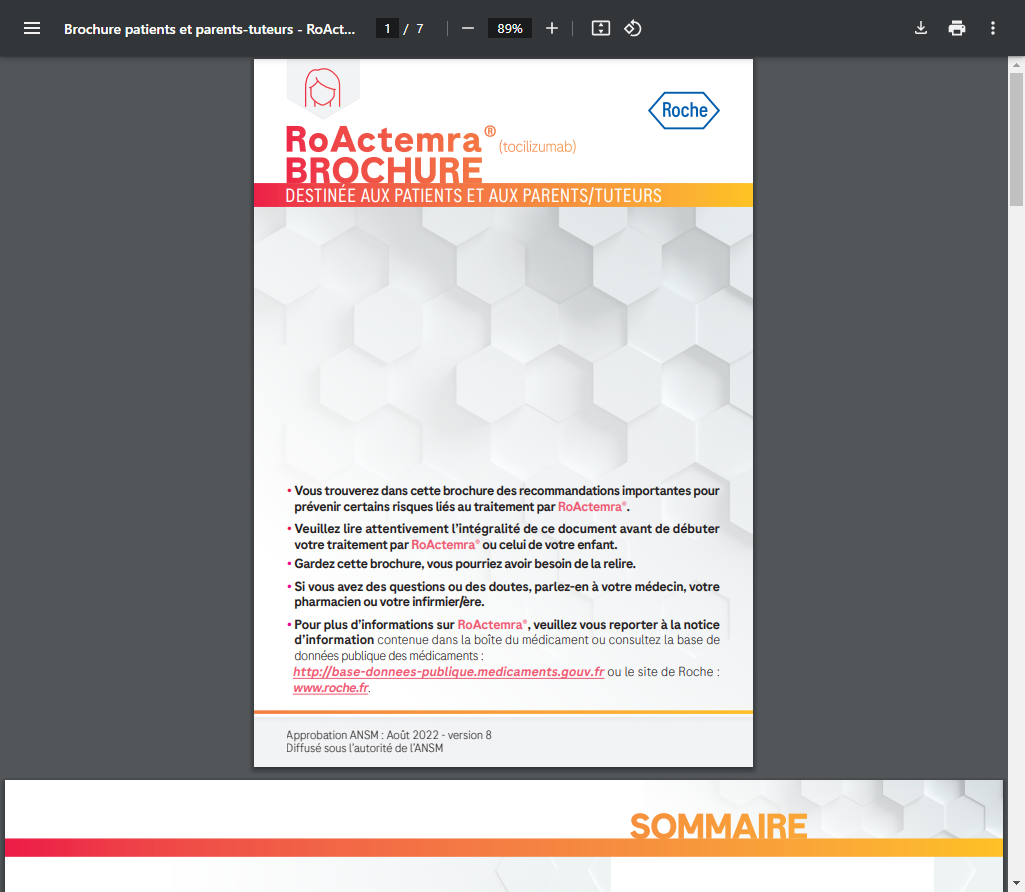 Brochure patients et parents-tuteurs - RoAct...
1 / 7
89%
Roche
RoActemra® (tocilizumab)
BROCHURE
DESTINÉE AUX PATIENTS ET AUX PARENTS/TUTEURS
• Vous trouverez dans cette brochure des recommandations importantes pour
prévenir certains risques liés au traitement par RoActemra®.
• Veuillez lire attentivement l'intégralité de ce document avant de débuter
votre traitement par RoActemra® ou celui de votre enfant.
• Gardez cette brochure, vous pourriez avoir besoin de la relire.
• Si vous avez des questions ou des doutes, parlez-en à votre médecin, votre
pharmacien ou votre infirmier/ère.
• Pour plus d'informations sur RoActemra®, veuillez vous reporter à la notice
d'information contenue dans la boîte du médicament ou consultez la base de
données publique des médicaments :
http://base-donnees-publique.medicaments.gouv.fr ou le site de Roche :
www.roche.fr.
Approbation ANSM : Août 2022 - version 8
Diffusé sous l'autorité de l'ANSM
SOMMAIRE